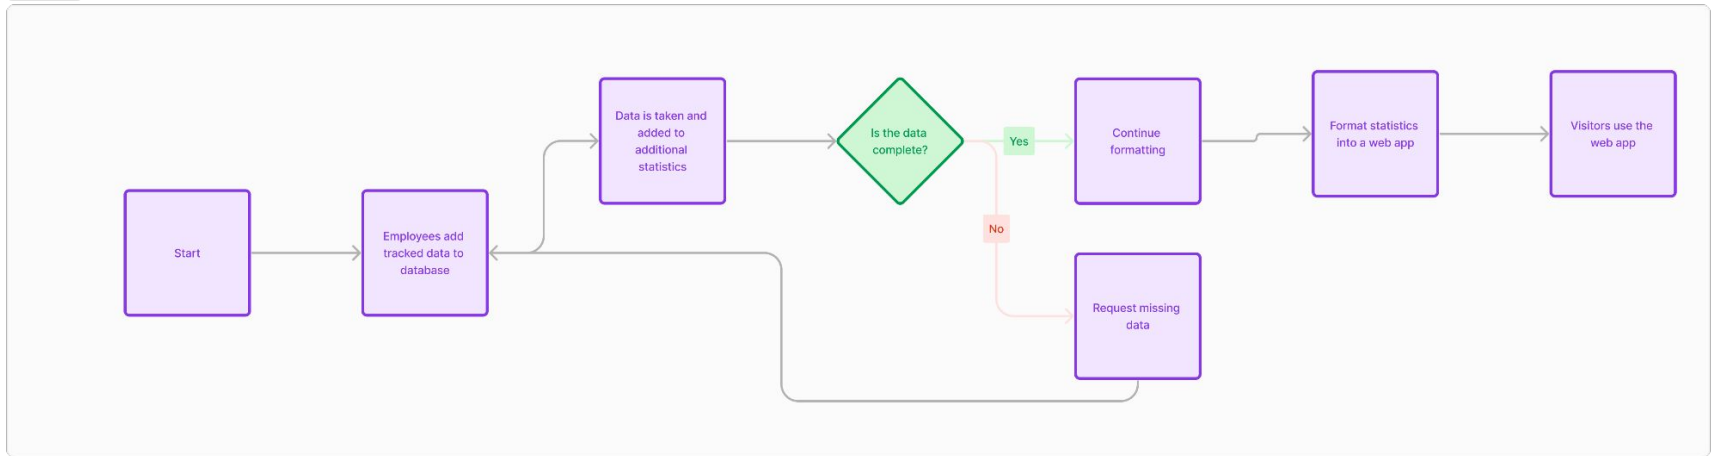 Start
Employees add
tracked data to
database
Data is taken and
added to
additional
statistics
Is the data
complete?
Yes
No
Continue
formatting
Request missing
data
Format statistics
into a web app
Visitors use the
web app